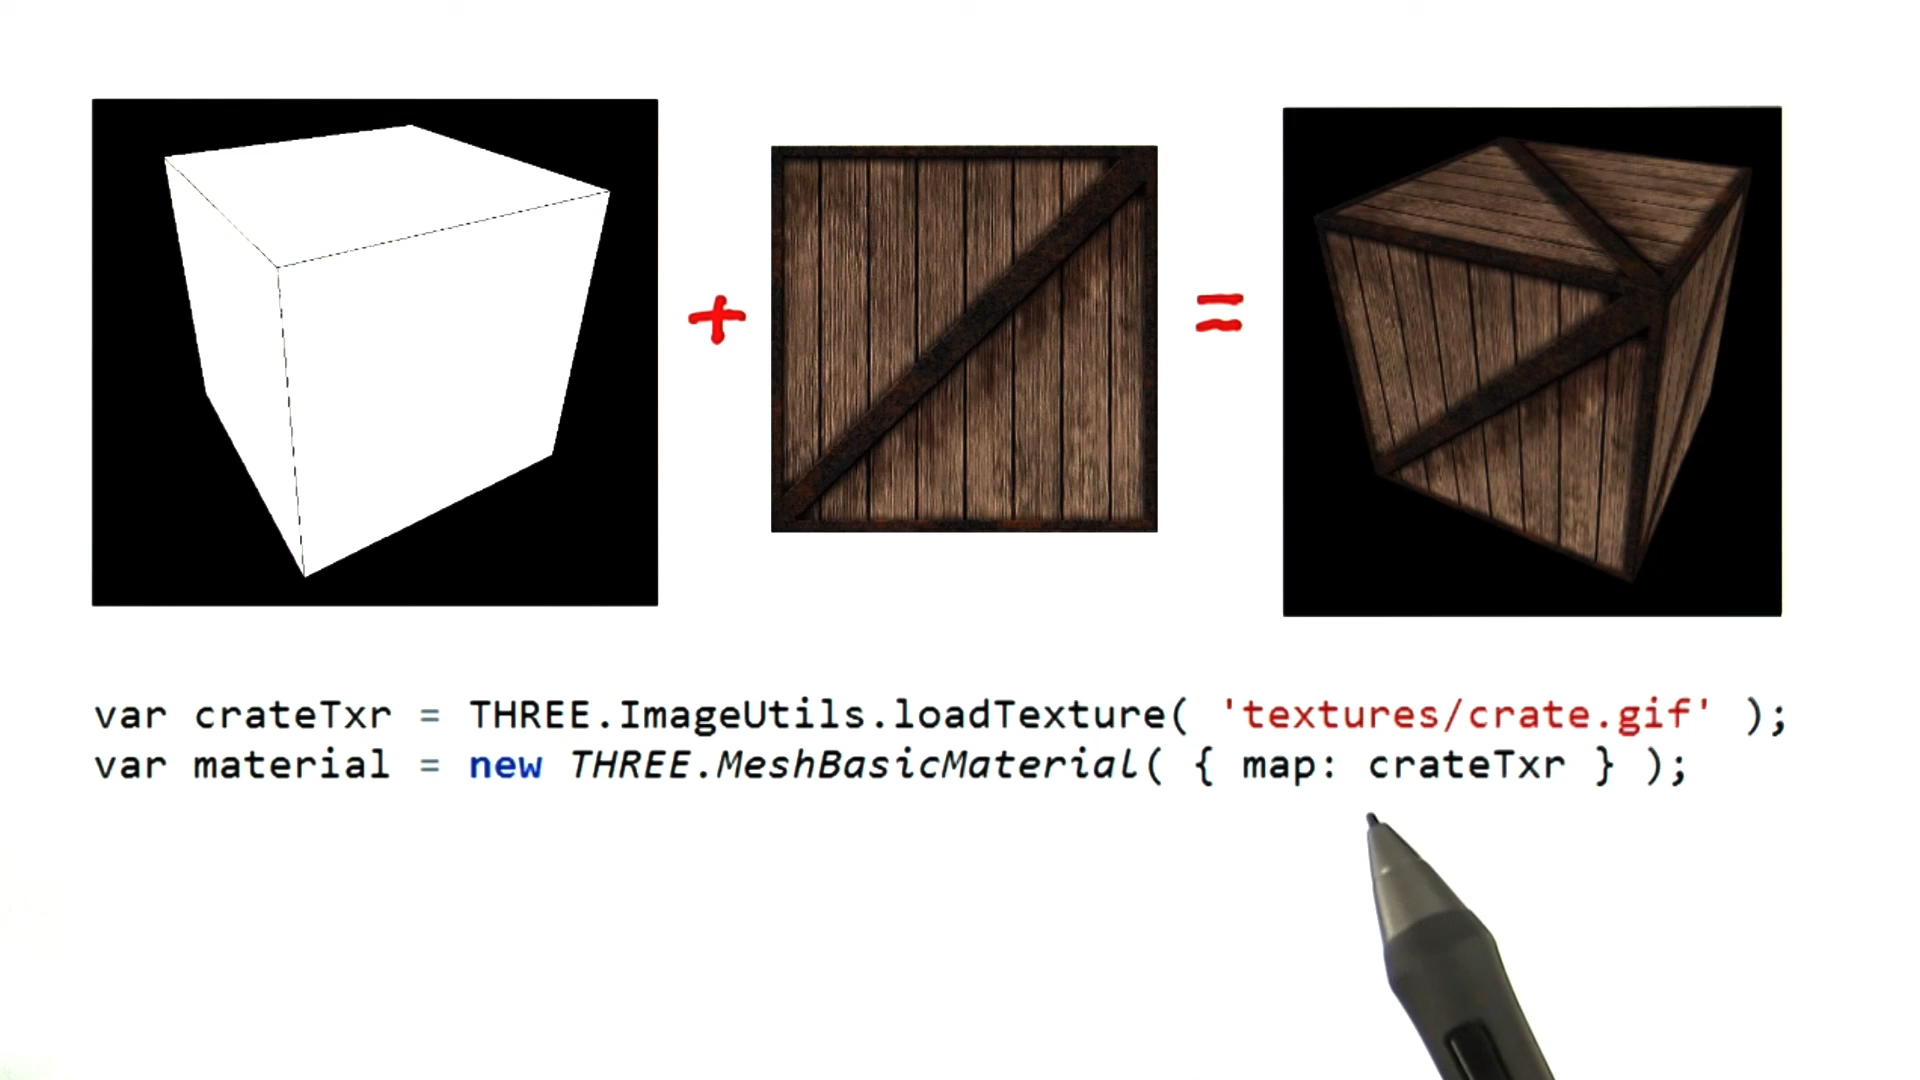 + =
var crateTxr = THREE.ImageUtils.loadTexture( 'textures/crate.gif' );
var material = new THREE.MeshBasicMaterial( { map: crateTxr } );